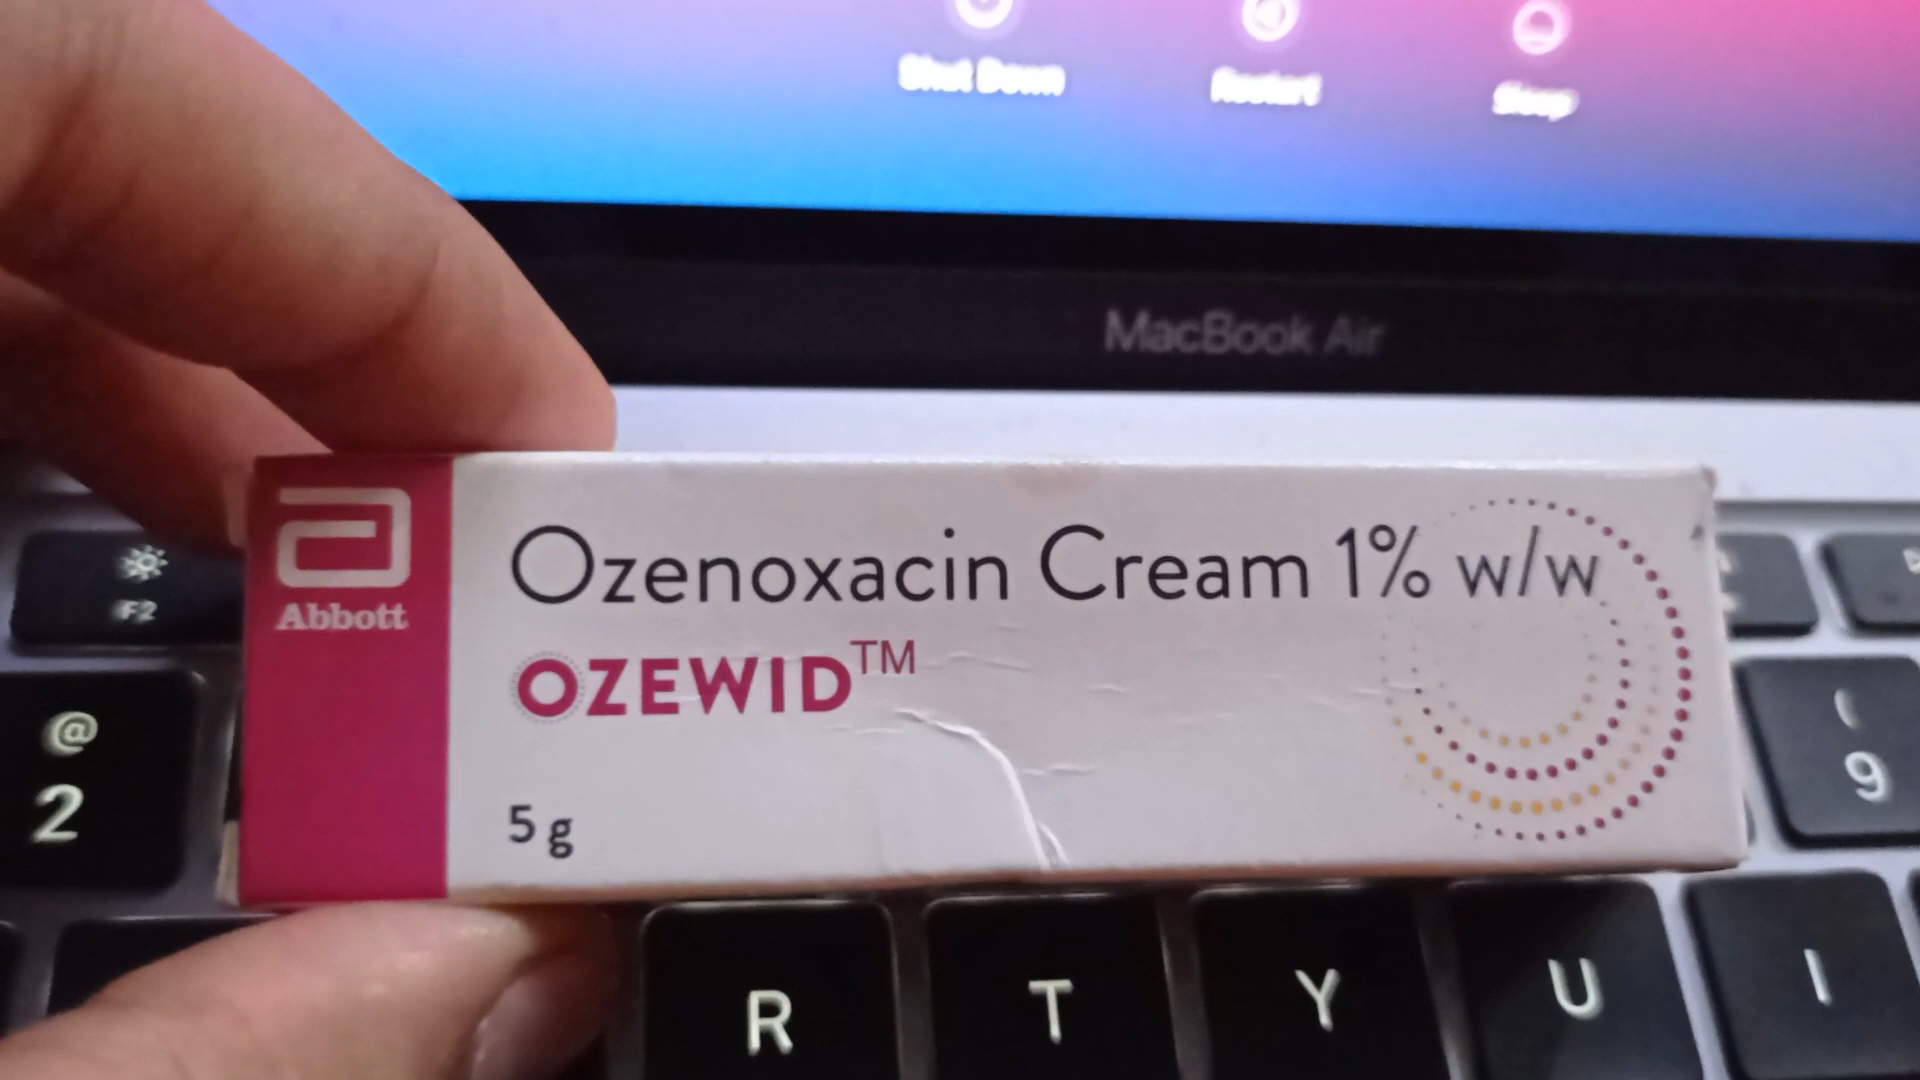 Shut Down
Restart
Sleep
MacBook Air
Abbott
Ozenoxacin Cream 1% w/w
OZEWID™
5 g
F2
@
2
(
9
R
T
Y
U
I